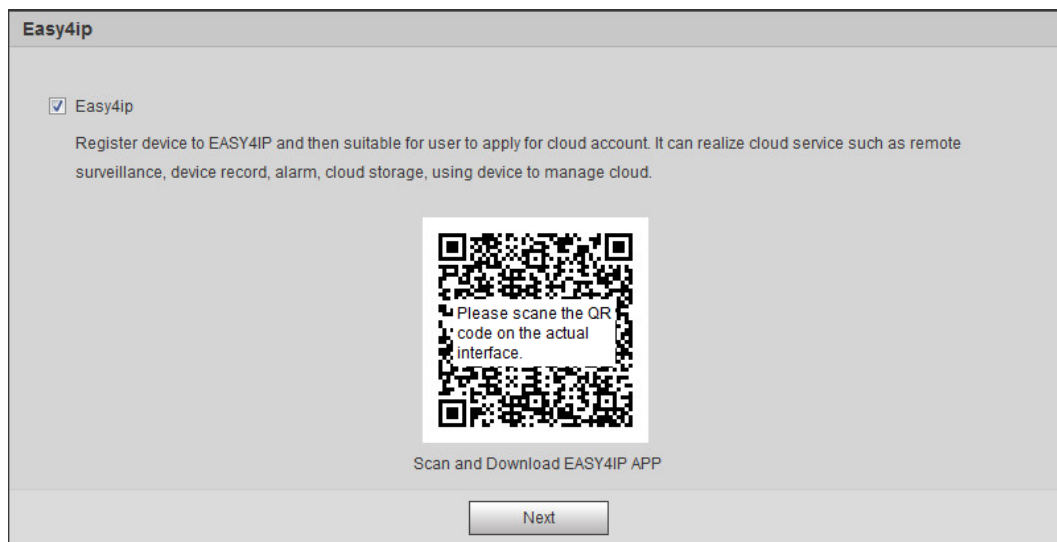 Easy4ip
Easy4ip
Register device to EASY4IP and then suitable for user to apply for cloud account. It can realize cloud service such as remote
surveillance, device record, alarm, cloud storage, using device to manage cloud.
Please scane the QR
code on the actual
interface.
Scan and Download EASY4IP APP
Next